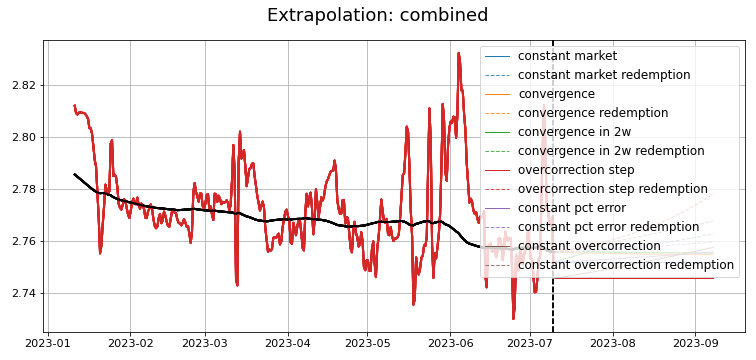 Extrapolation: combined
constant market
constant market redemption
convergence
convergence redemption
convergence in 2w
convergence in 2w redemption
overcorrection step
overcorrection step redemption
constant pct error
constant pct error redemption
constant overcorrection
constant overcorrection redemption
2.82
2.80
2.78
2.76
2.74
2023-01 2023-02 2023-03 2023-04 2023-05 2023-06 2023-07 2023-08 2023-09